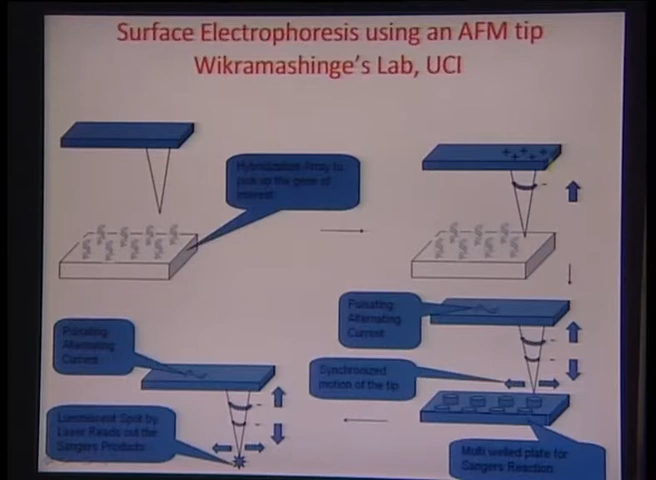 Surface Electrophoresis using an AFM tip
Wikramashinge's Lab, UCI
Hybridization Array to
pick up the gene of
interest
Pulsating
Alternating
Current
Synchronized
motion of the tip
Multi welled plate for
Sangers Reaction
Pulsating
Alternating
Current
Luminiscent Spot by
Laser Reads out the
Sangers Products